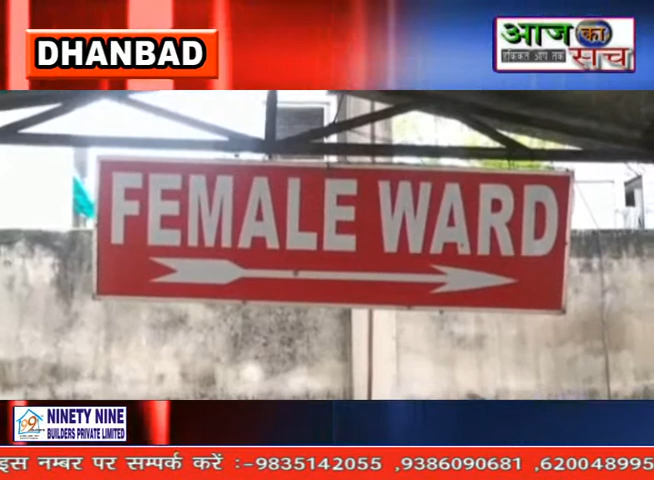 DHANBAD
आज का सच
हकिकत आप तक
FEMALE WARD
99
NINETY NINE
BUILDERS PRIVATE LIMITED
इस नम्बर पर सम्पर्क करें :-9835142055 ,9386090681 ,620048995